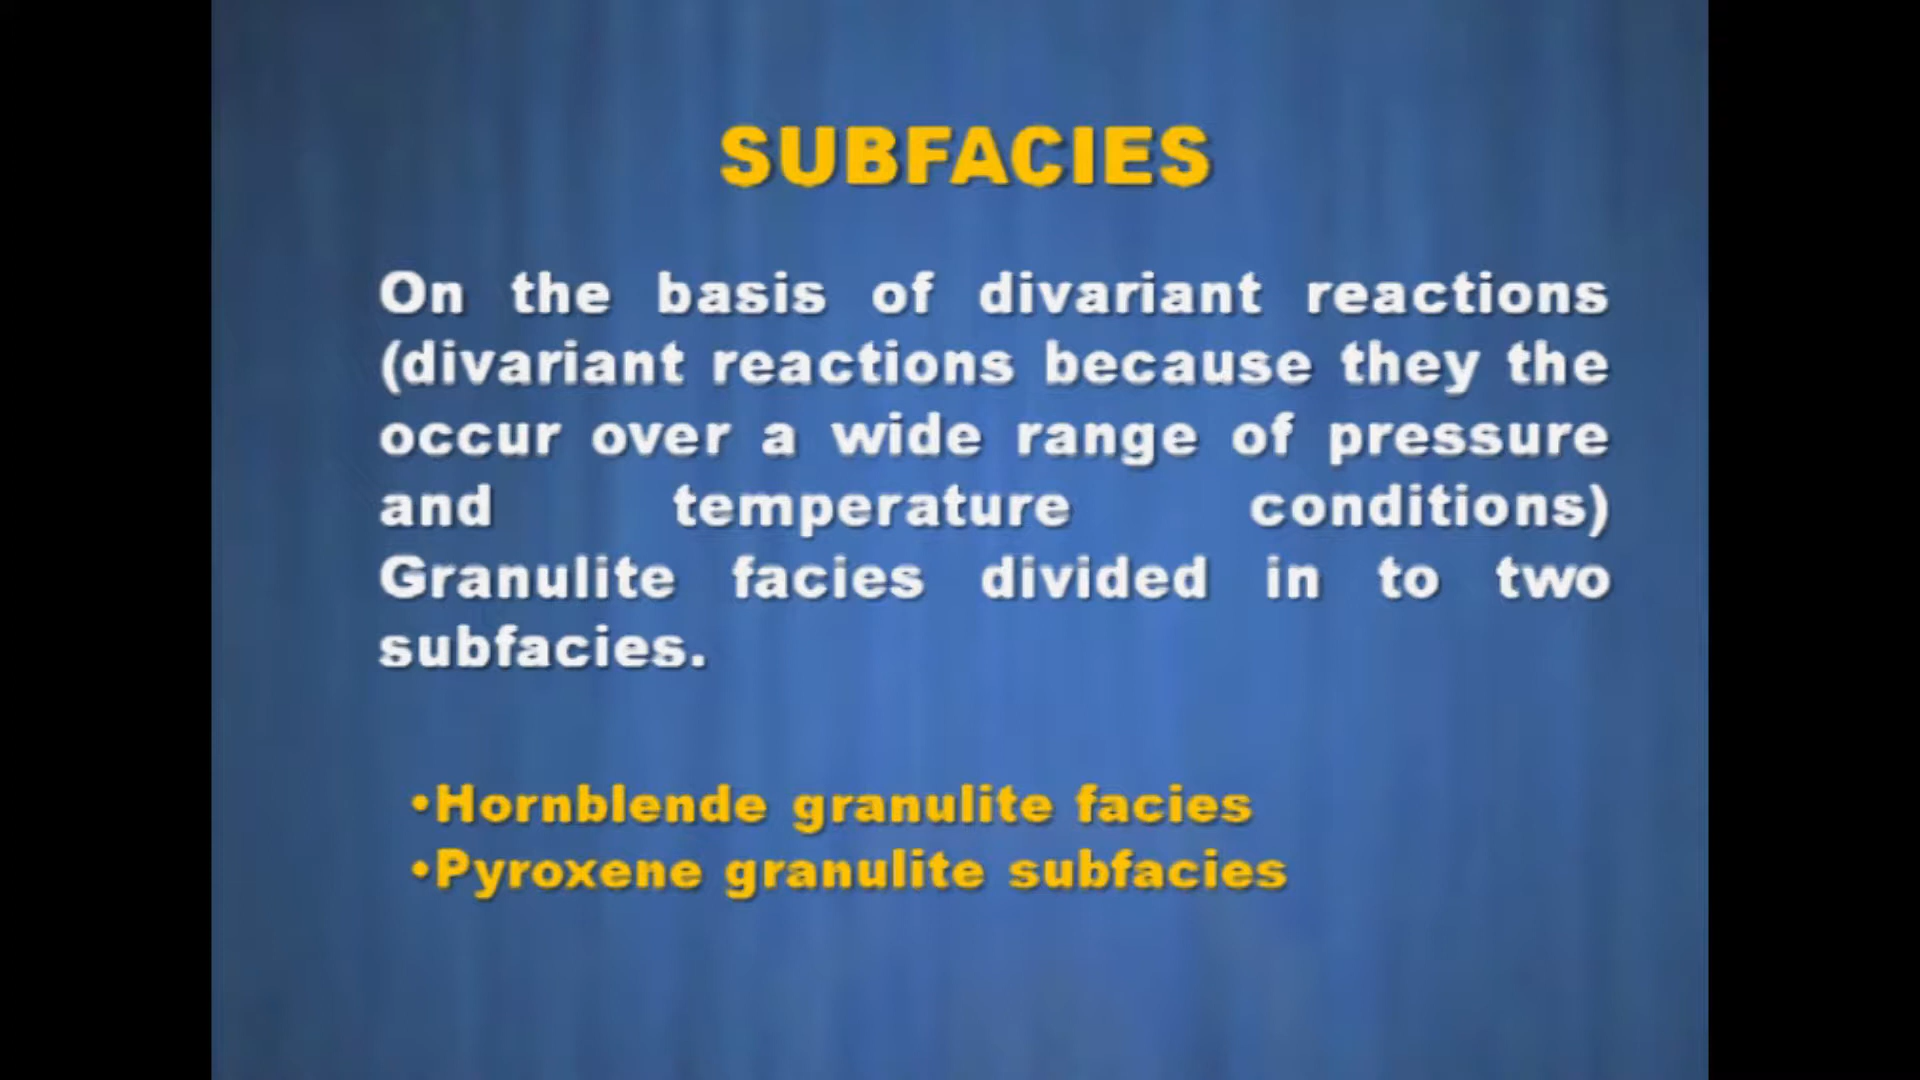 SUBFACIES
On the basis of divariant reactions
(divariant reactions because they the
occur over a wide range of pressure
and temperature conditions)
Granulite facies divided in to two
subfacies.
•Hornblende granulite facies
•Pyroxene granulite subfacies